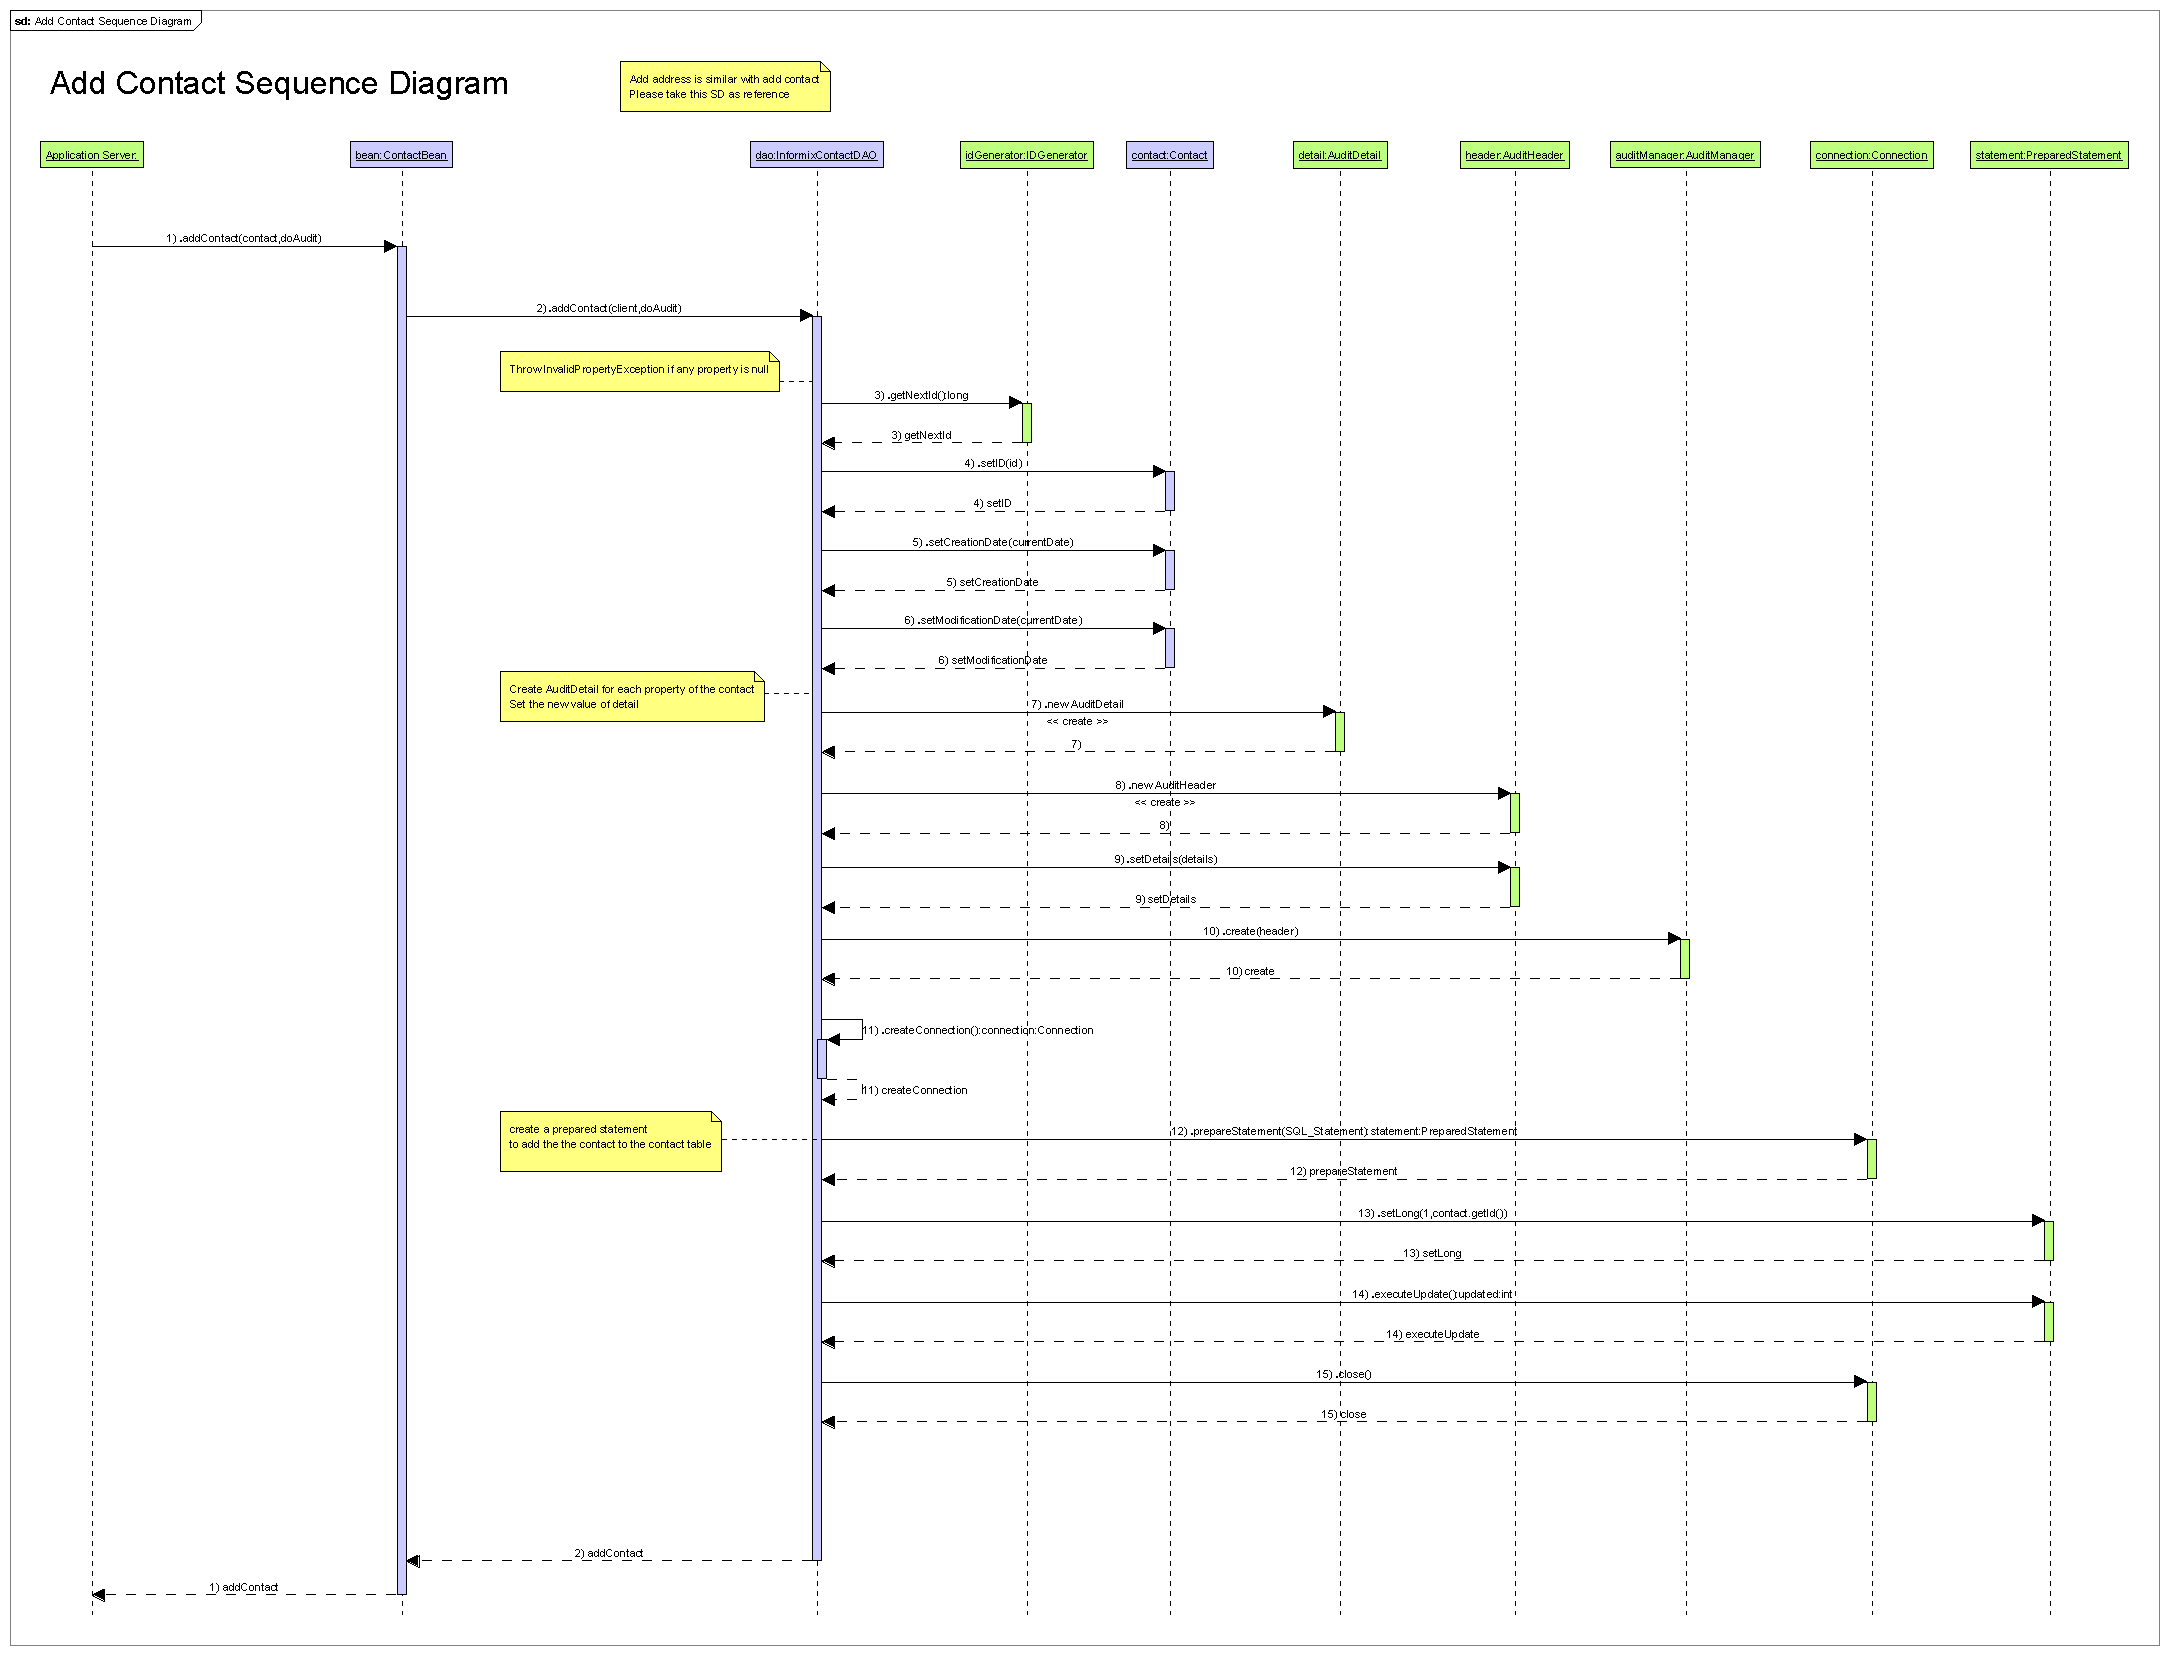 sd: Add Contact Sequence Diagram
Add Contact Sequence Diagram
Add address is similar with add contact
Please take this SD as reference
Application Server:
bean:ContactBean
dao:InformixContactDAO
idGenerator:IDGenerator
contact:Contact
detail:AuditDetail
header:AuditHeader
auditManager:AuditManager
connection:Connection
statement:PreparedStatement
1) .addContact(contact,doAudit)
2) .addContact(client,doAudit)
Throw InvalidPropertyException if any property is null
3) .getNextId():long
3) getNextId
4) .setID(id)
4) setID
5) .setCreationDate(currentDate)
5) setCreationDate
6) .setModificationDate(currentDate)
6) setModificationDate
Create AuditDetail for each property of the contact
Set the new value of detail
7) .new AuditDetail
<< create >>
7)
8) .new AuditHeader
<< create >>
8)
9) .setDetails(details)
9) setDetails
10) .create(header)
10) create
11) .createConnection():connection:Connection
11) createConnection
create a prepared statement
to add the the contact to the contact table
12) .prepareStatement(SQL_Statement):statement:PreparedStatement
12) prepareStatement
13) .setLong(1,contact.getId())
13) setLong
14) .executeUpdate():updated:int
14) executeUpdate
15) .close()
15) close
2) addContact
1) addContact